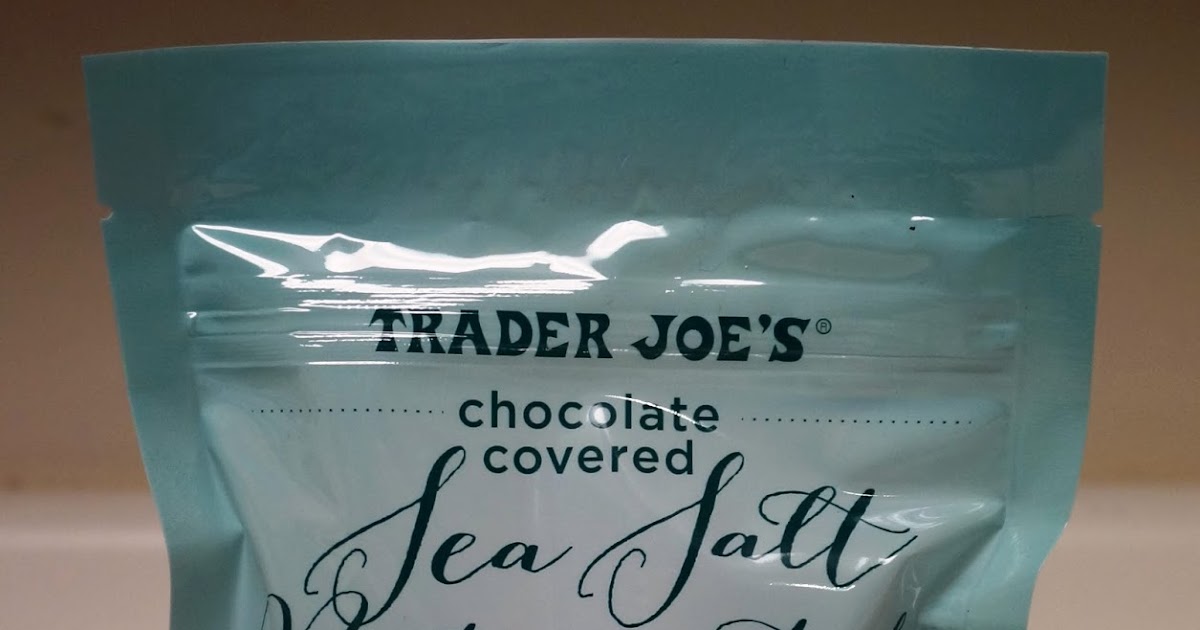 TRADER JOE'S®
chocolate
covered
Sea Salt